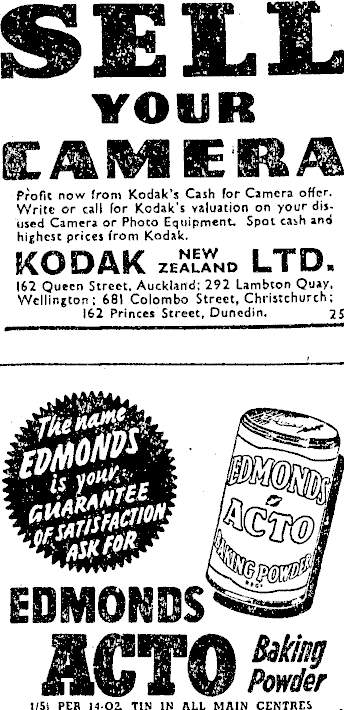 SELL
YOUR
CAMERA
Profit now from Kodak's Cash for Camera offer.
Write or call for Kodak's valuation on your dis-
used Camera or Photo Equipment. Spot cash and
highest prices from Kodak.
KODAK NEW ZEALAND LTD.
162 Queen Street, Auckland; 292 Lambton Quay,
Wellington; 681 Colombo Street, Christchurch;
162 Princes Street, Dunedin. 25
The name
EDMONDS
is your
GUARANTEE
OF SATISFACTION
ASK FOR
EDMONDS
ACTO
BAKING POWDER
EDMONDS
ACTO Baking
Powder
PER 14-OZ. TIN IN ALL MAIN CENTRES